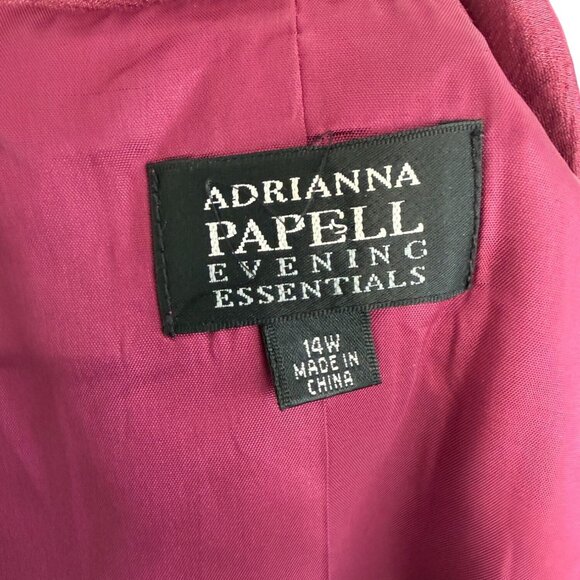 ADRIANNA
PAPELL
EVENING
ESSENTIALS
14W
MADE IN
CHINA